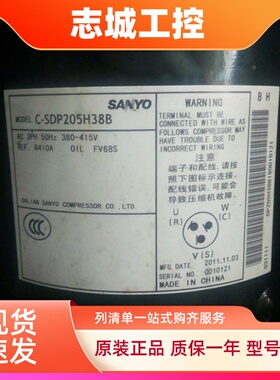 志城工控
SANYO
MODEL C-SDP205H38B
AC 3PH 50Hz 380-415V
REF. R410A OIL FV68S
DALIAN SANYO COMPRESSOR CO., LTD.
WARNING
TERMINAL MUST BE
CONNECTED WITH WIRE AS
FOLLOWS COMPRESSOR MAY
HAVE A TROUBLE DUE TO
MISS WIRING.
注意
端子和配线,请按
照下图示标示连接.
配线错误,可能会
导致压缩机故障.
U W
(R) (C)
V(S)
MFG.DATE
2011.11.03
SERIAL NO.
0010121
MADE IN CHINA
8H
列清单一站式购齐服务
原装正品 质保一年 型号